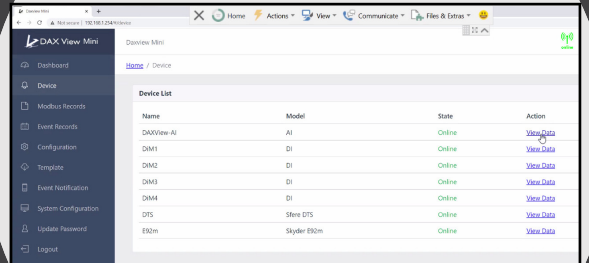 Daxview Mini
Not secure | 192.168.1.254/#/device
Home Actions View Communicate Files & Extras
DAX View Mini
Daxview Mini
online
Dashboard
Home / Device
Device
Device List
Modbus Records
Event Records
Configuration
Template
Event Notification
System Configuration
Update Password
Logout
Name Model State Action
DAXView-AI AI Online View Data
DiM1 DI Online View Data
DiM2 DI Online View Data
DiM3 DI Online View Data
DiM4 DI Online View Data
DTS Sfere DTS Online View Data
E92m Skyder E92m Online View Data